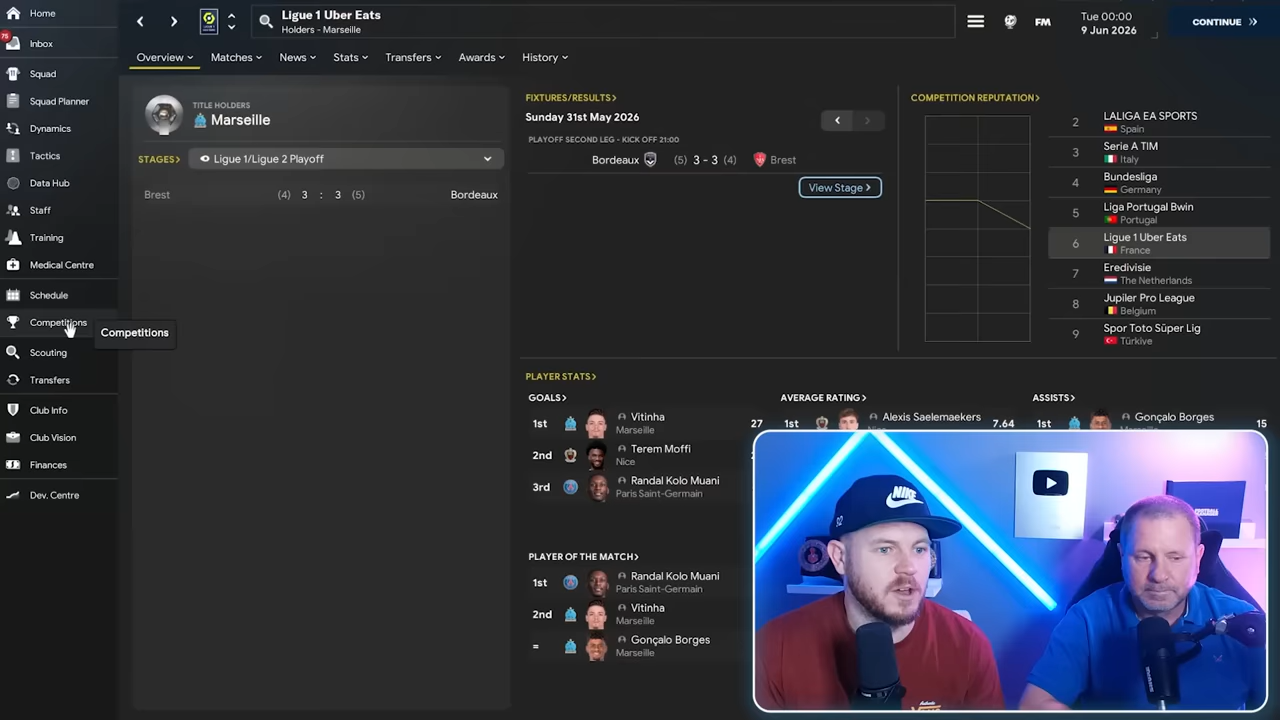 Home
75
Inbox
Squad
Squad Planner
Dynamics
Tactics
Data Hub
Staff
Training
Medical Centre
Schedule
Competitions
Competitions
Scouting
Transfers
Club Info
Club Vision
Finances
Dev. Centre
Ligue 1 Uber Eats
Holders - Marseille
FM
Tue 00:00
9 Jun 2026
CONTINUE
Overview
Matches
News
Stats
Transfers
Awards
History
TITLE HOLDERS
Marseille
STAGES>
Ligue 1/Ligue 2 Playoff
Brest (4) 3 : 3 (5) Bordeaux
FIXTURES/RESULTS>
Sunday 31st May 2026
PLAYOFF SECOND LEG - KICK OFF 21:00
Bordeaux (5) 3 - 3 (4) Brest
View Stage >
COMPETITION REPUTATION>
2 LALIGA EA SPORTS
Spain
3 Serie A TIM
Italy
4 Bundesliga
Germany
5 Liga Portugal Bwin
Portugal
6 Ligue 1 Uber Eats
France
7 Eredivisie
The Netherlands
8 Jupiler Pro League
Belgium
9 Spor Toto Süper Lig
Türkiye
PLAYER STATS>
GOALS>
1st Vitinha 27
Marseille
2nd Terem Moffi
Nice
3rd Randal Kolo Muani
Paris Saint-Germain
AVERAGE RATING>
1st Alexis Saelemaekers 7.64
ASSISTS>
1st Gonçalo Borges 15
PLAYER OF THE MATCH>
1st Randal Kolo Muani
Paris Saint-Germain
2nd Vitinha
Marseille
= Gonçalo Borges
Marseille
NIKE